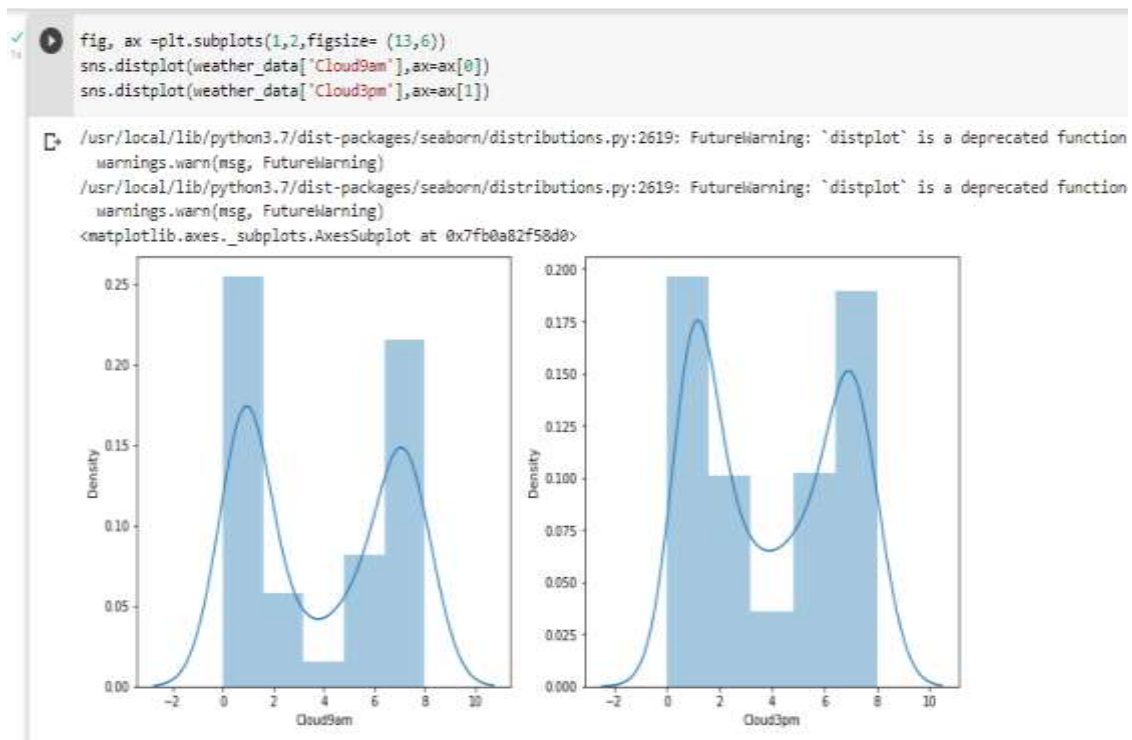 fig, ax =plt.subplots(1,2,figsize= (13,6))
sns.distplot(weather_data['Cloud9am'],ax=ax[0])
sns.distplot(weather_data['Cloud3pm'],ax=ax[1])
/usr/local/lib/python3.7/dist-packages/seaborn/distributions.py:2619: FutureWarning: `distplot` is a deprecated function
warnings.warn(msg, FutureWarning)
/usr/local/lib/python3.7/dist-packages/seaborn/distributions.py:2619: FutureWarning: `distplot` is a deprecated function
warnings.warn(msg, FutureWarning)
<matplotlib.axes._subplots.AxesSubplot at 0x7fb0a82f58d0>
0.25
0.20
0.15
0.10
0.05
0.00
Density
−2 0 2 4 6 8 10
Cloud9am
0.200
0.175
0.150
0.125
0.100
0.075
0.050
0.025
0.000
Density
−2 0 2 4 6 8 10
Cloud3pm